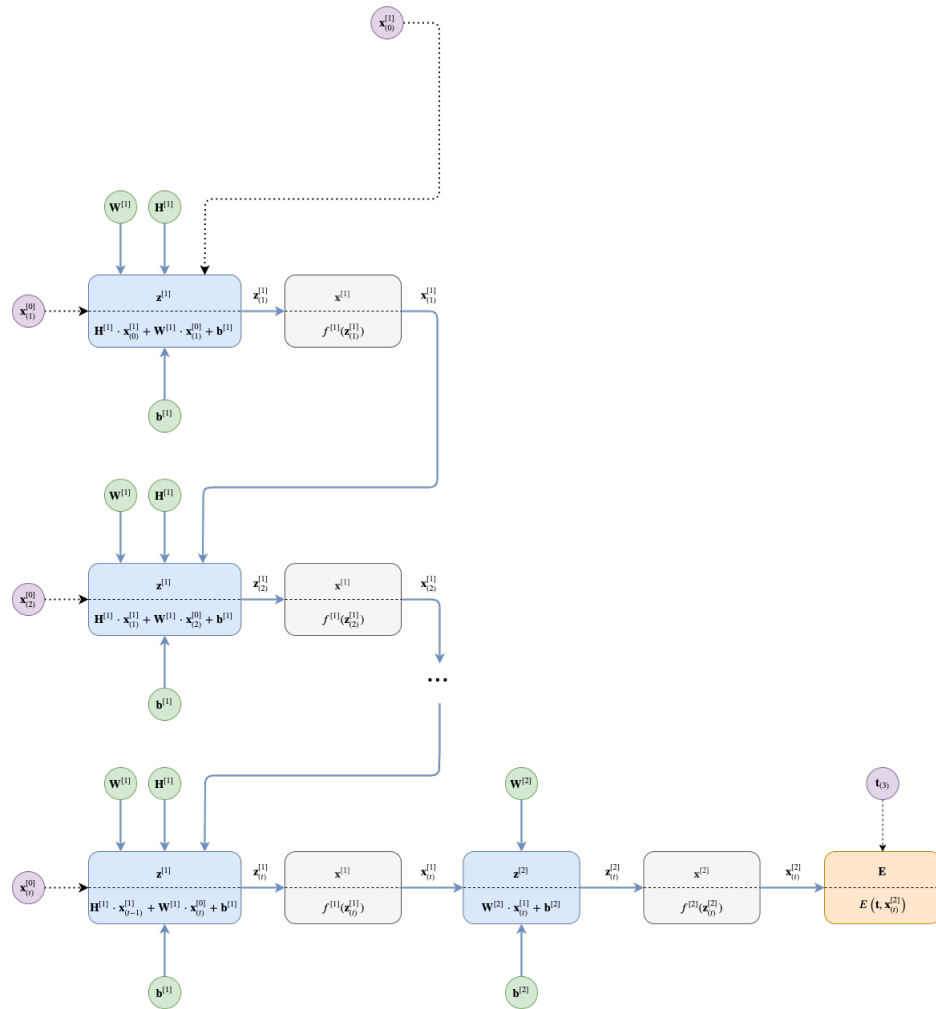 x^{[1]}_{(0)}
W^{[1]} H^{[1]}
x^{[0]}_{(1)}
z^{[1]}
H^{[1]} · x^{[1]}_{(0)} + W^{[1]} · x^{[0]}_{(1)} + b^{[1]}
z^{[1]}_{(1)}
x^{[1]}
f^{[1]}(z^{[1]}_{(1)})
x^{[1]}_{(1)}
b^{[1]}
W^{[1]} H^{[1]}
x^{[0]}_{(2)}
z^{[1]}
H^{[1]} · x^{[1]}_{(1)} + W^{[1]} · x^{[0]}_{(2)} + b^{[1]}
z^{[1]}_{(2)}
x^{[1]}
f^{[1]}(z^{[1]}_{(2)})
x^{[1]}_{(2)}
...
b^{[1]}
W^{[1]} H^{[1]}
W^{[2]}
t_{(3)}
x^{[0]}_{(t)}
z^{[1]}
H^{[1]} · x^{[1]}_{(t−1)} + W^{[1]} · x^{[0]}_{(t)} + b^{[1]}
z^{[1]}_{(t)}
x^{[1]}
f^{[1]}(z^{[1]}_{(t)})
x^{[1]}_{(t)}
z^{[2]}
W^{[2]} · x^{[1]}_{(t)} + b^{[2]}
z^{[2]}_{(t)}
x^{[2]}
f^{[2]}(z^{[2]}_{(t)})
x^{[2]}_{(t)}
E
E (t, x^{[2]}_{(t)})
b^{[1]}
b^{[2]}